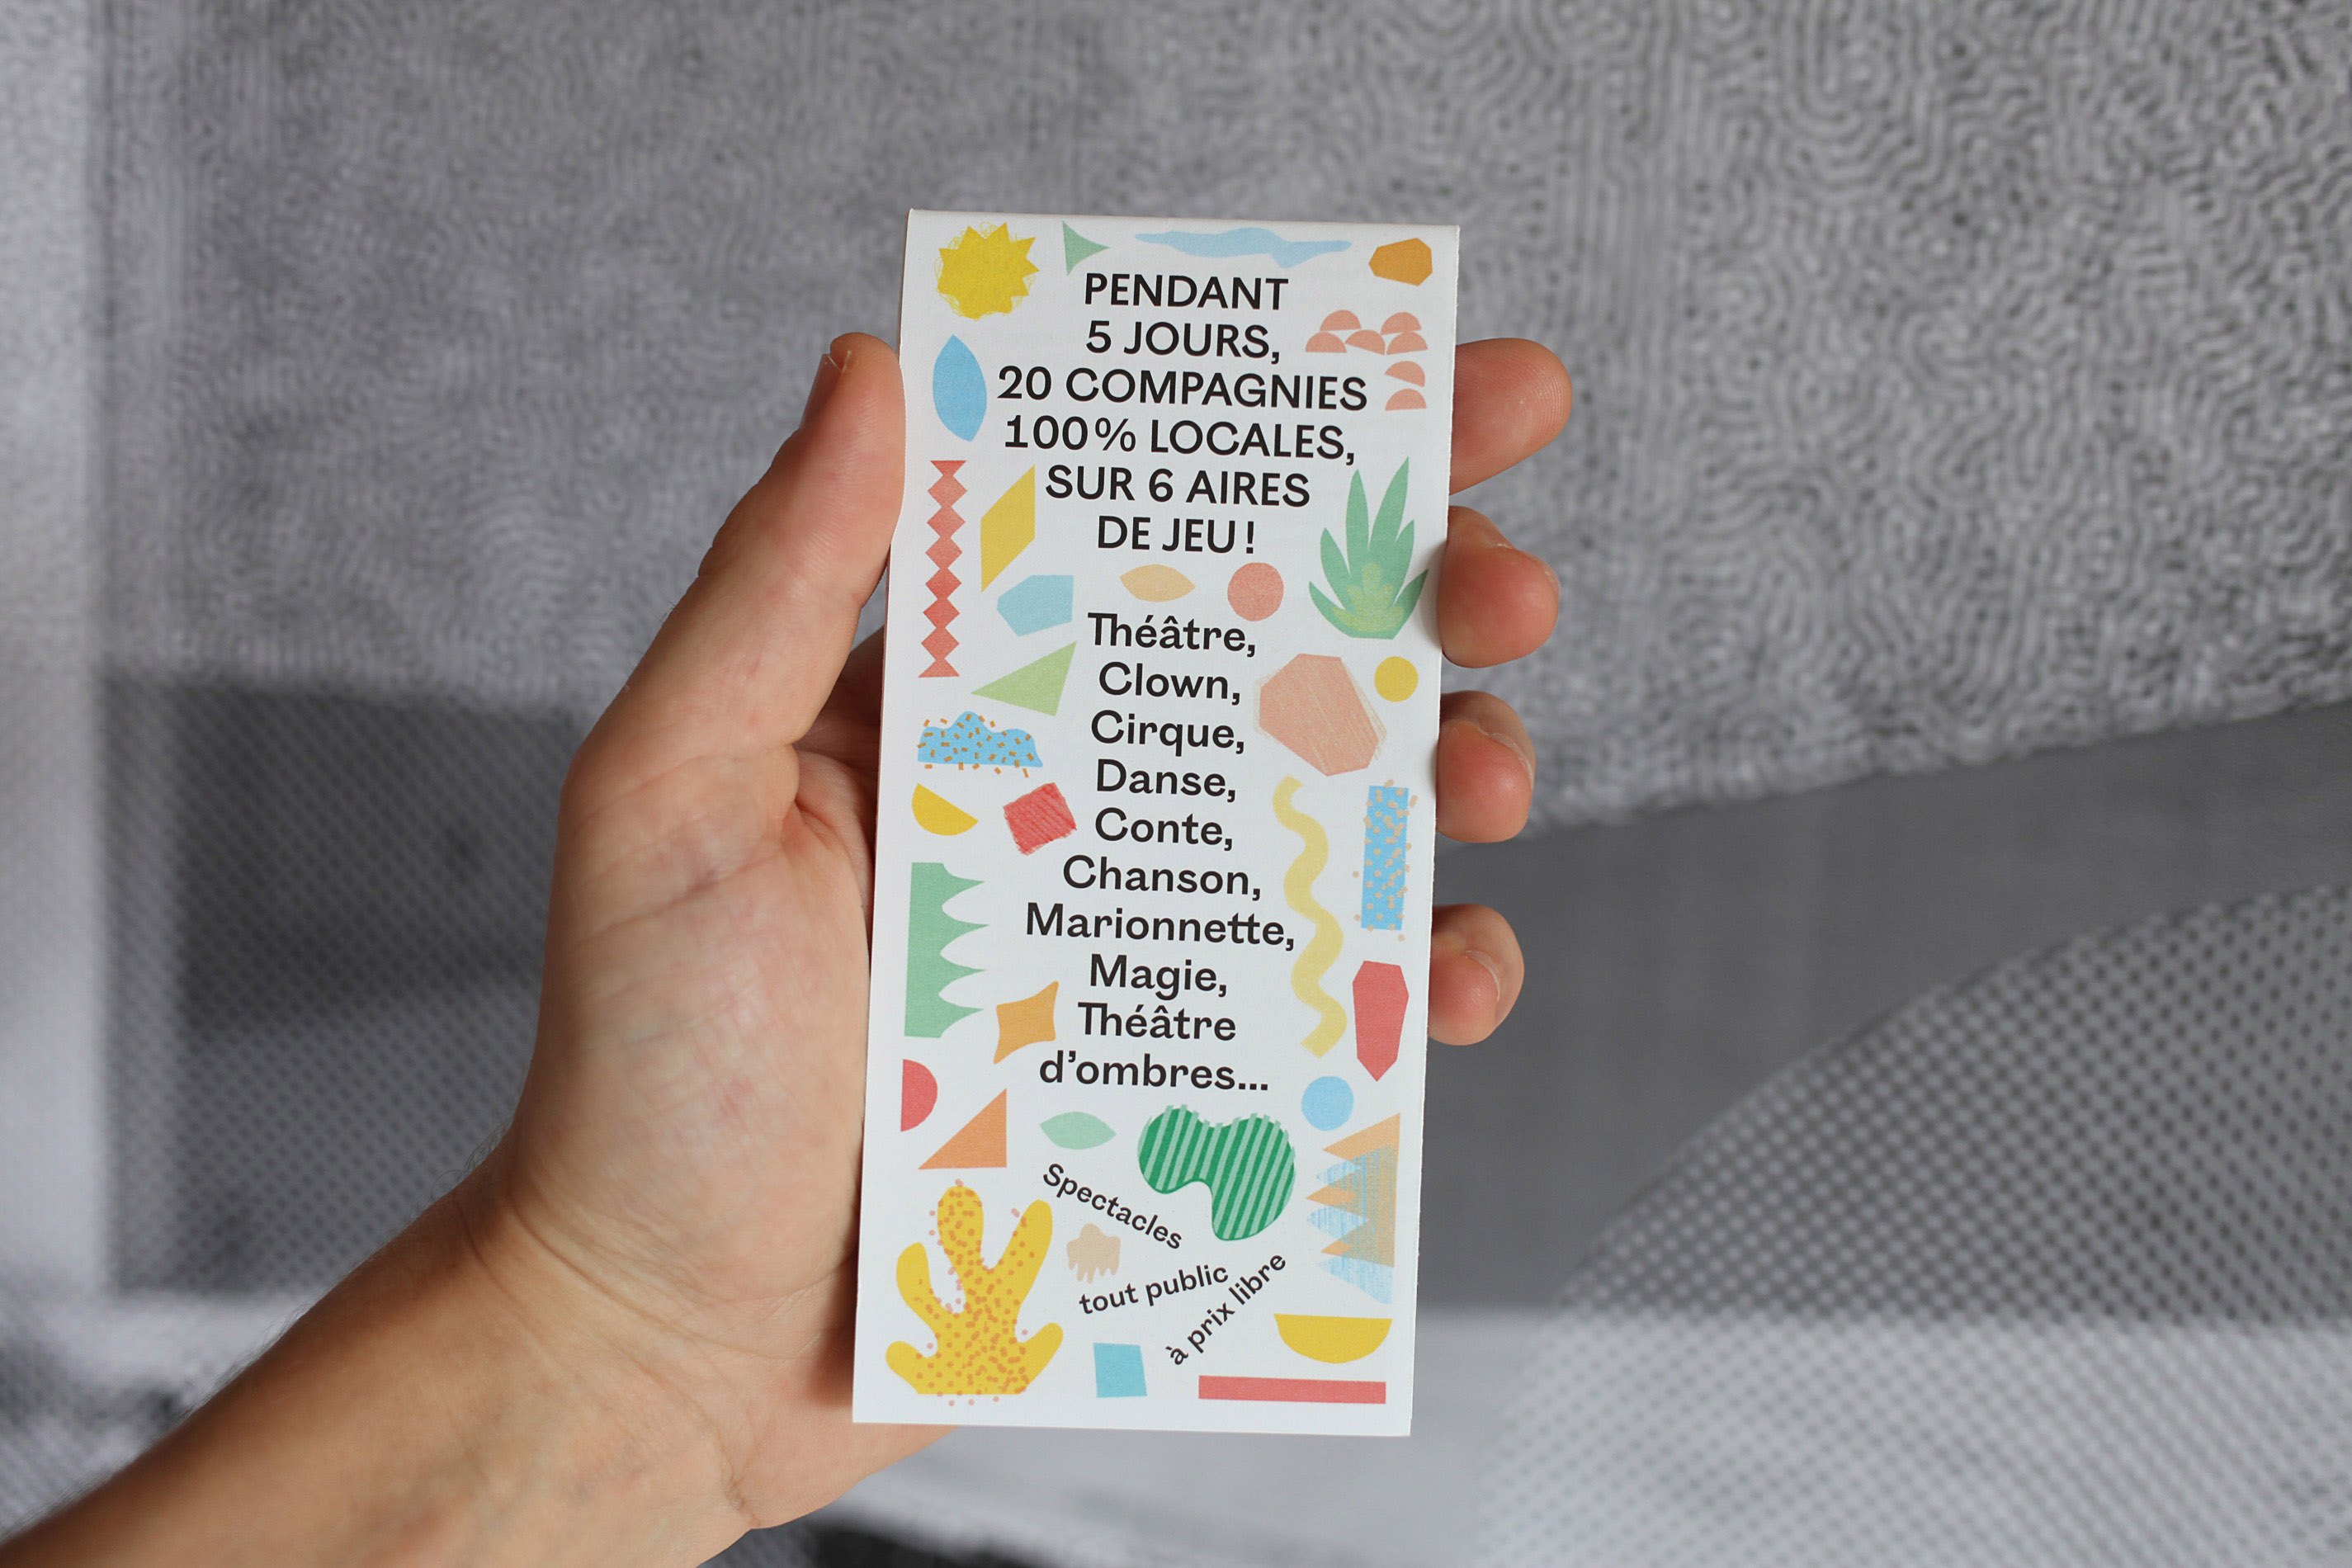 PENDANT
5 JOURS,
20 COMPAGNIES
100% LOCALES,
SUR 6 AIRES
DE JEU !
Théâtre,
Clown,
Cirque,
Danse,
Conte,
Chanson,
Marionnette,
Magie,
Théâtre
d’ombres...
Spectacles
tout public
à prix libre